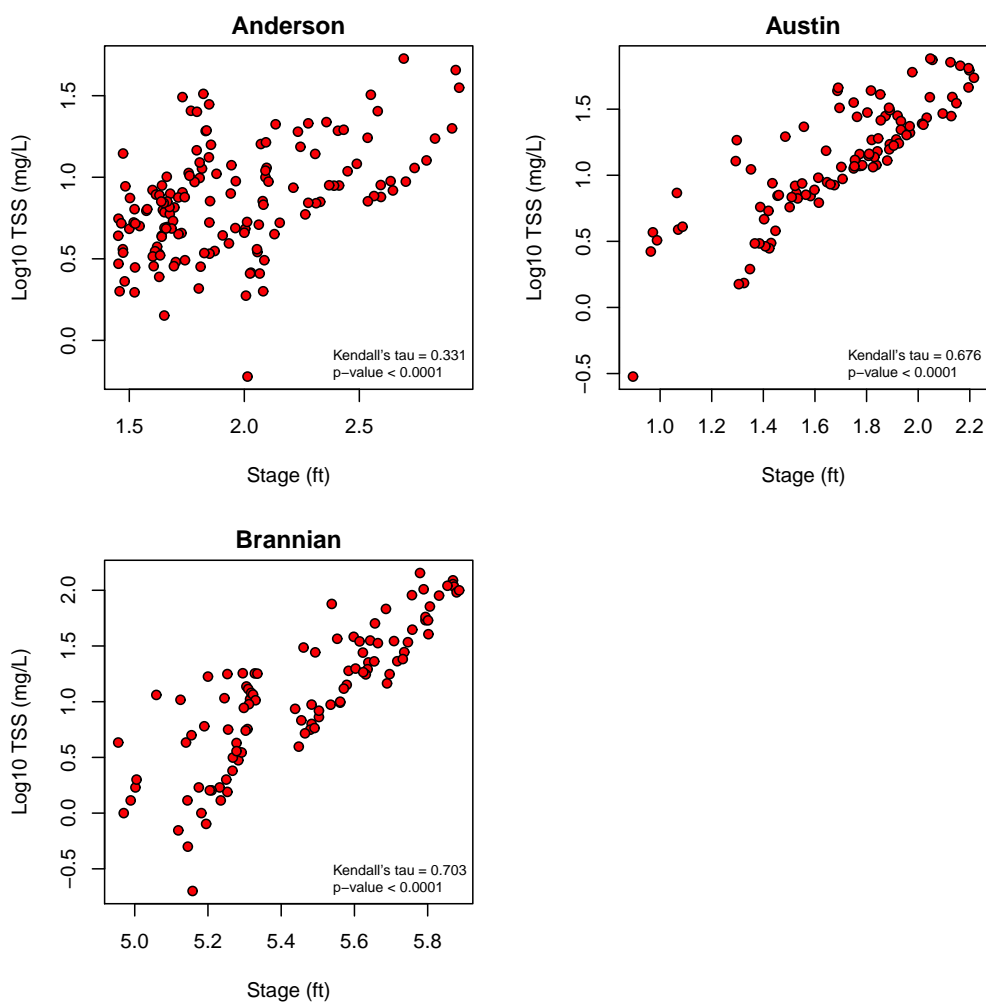 Anderson
Log10 TSS (mg/L)
1.5
1.0
0.5
0.0
Kendall's tau = 0.331
p−value < 0.0001
1.5 2.0 2.5
Stage (ft)
Austin
Log10 TSS (mg/L)
1.5
1.0
0.5
0.0
−0.5
Kendall's tau = 0.676
p−value < 0.0001
1.0 1.2 1.4 1.6 1.8 2.0 2.2
Stage (ft)
Brannian
Log10 TSS (mg/L)
2.0
1.5
1.0
0.5
0.0
−0.5
Kendall's tau = 0.703
p−value < 0.0001
5.0 5.2 5.4 5.6 5.8
Stage (ft)